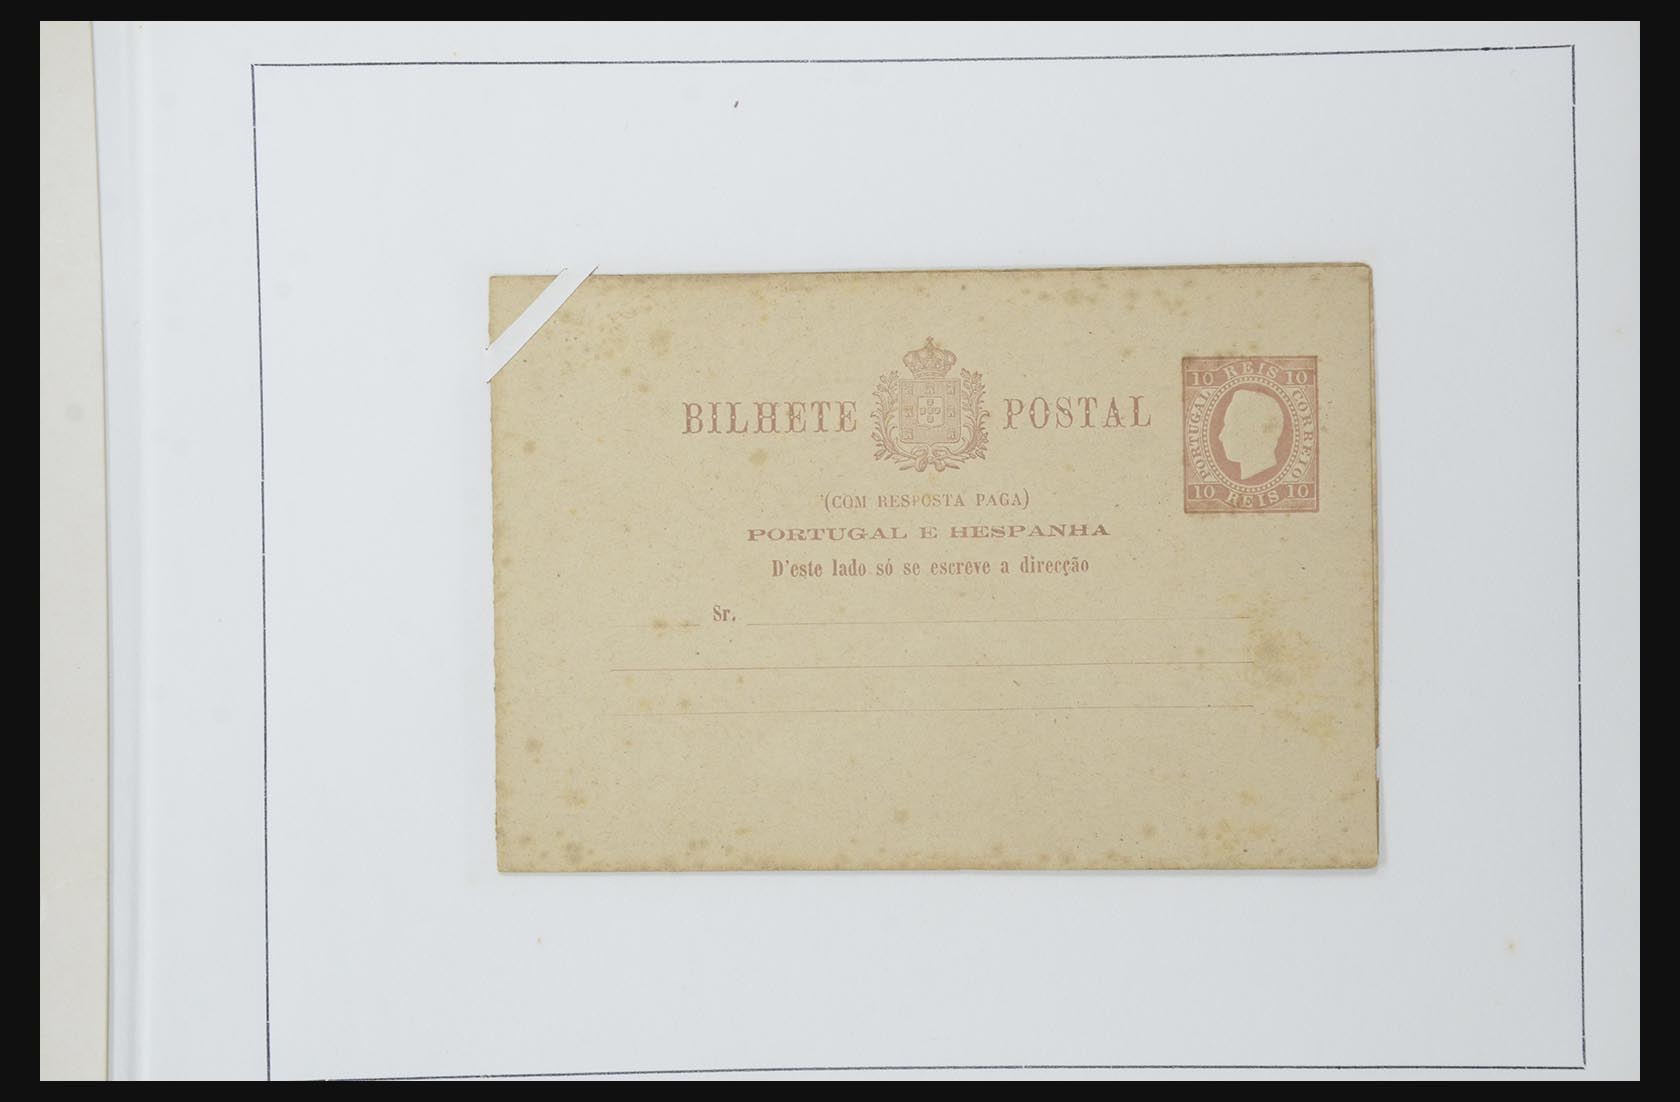 BILHETE POSTAL
(COM RESPOSTA PAGA)
PORTUGAL E HESPANHA
D'este lado só se escreve a direcção
Sr.
10 REIS 10
PORTUGAL
CORREIO
10 REIS 10